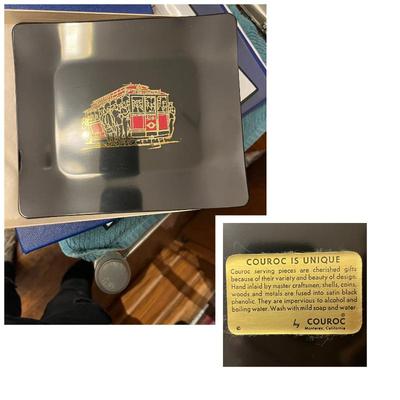 COUROC IS UNIQUE
Couroc serving pieces are cherished gifts
because of their variety and beauty of design.
Hand inlaid by master craftsmen, shells, coins,
woods and metals are fused into satin black
phenolic. They are impervious to alcohol and
boiling water. Wash with mild soap and water.
© by COUROC®
Monterey, California